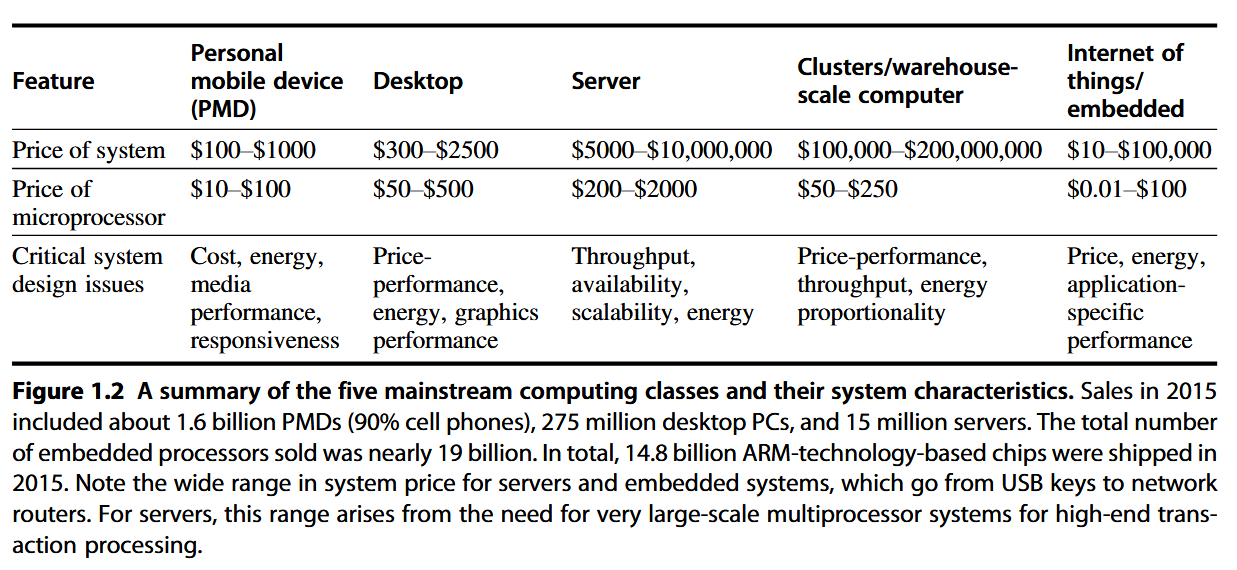 Feature
Personal
mobile device
(PMD)
Desktop
Server
Clusters/warehouse-
scale computer
Internet of
things/
embedded
Price of system
$100–$1000
$300–$2500
$5000–$10,000,000
$100,000–$200,000,000
$10–$100,000
Price of
microprocessor
$10–$100
$50–$500
$200–$2000
$50–$250
$0.01–$100
Critical system
design issues
Cost, energy,
media
performance,
responsiveness
Price-
performance,
energy, graphics
performance
Throughput,
availability,
scalability, energy
Price-performance,
throughput, energy
proportionality
Price, energy,
application-
specific
performance
Figure 1.2 A summary of the five mainstream computing classes and their system characteristics. Sales in 2015
included about 1.6 billion PMDs (90% cell phones), 275 million desktop PCs, and 15 million servers. The total number
of embedded processors sold was nearly 19 billion. In total, 14.8 billion ARM-technology-based chips were shipped in
2015. Note the wide range in system price for servers and embedded systems, which go from USB keys to network
routers. For servers, this range arises from the need for very large-scale multiprocessor systems for high-end trans-
action processing.